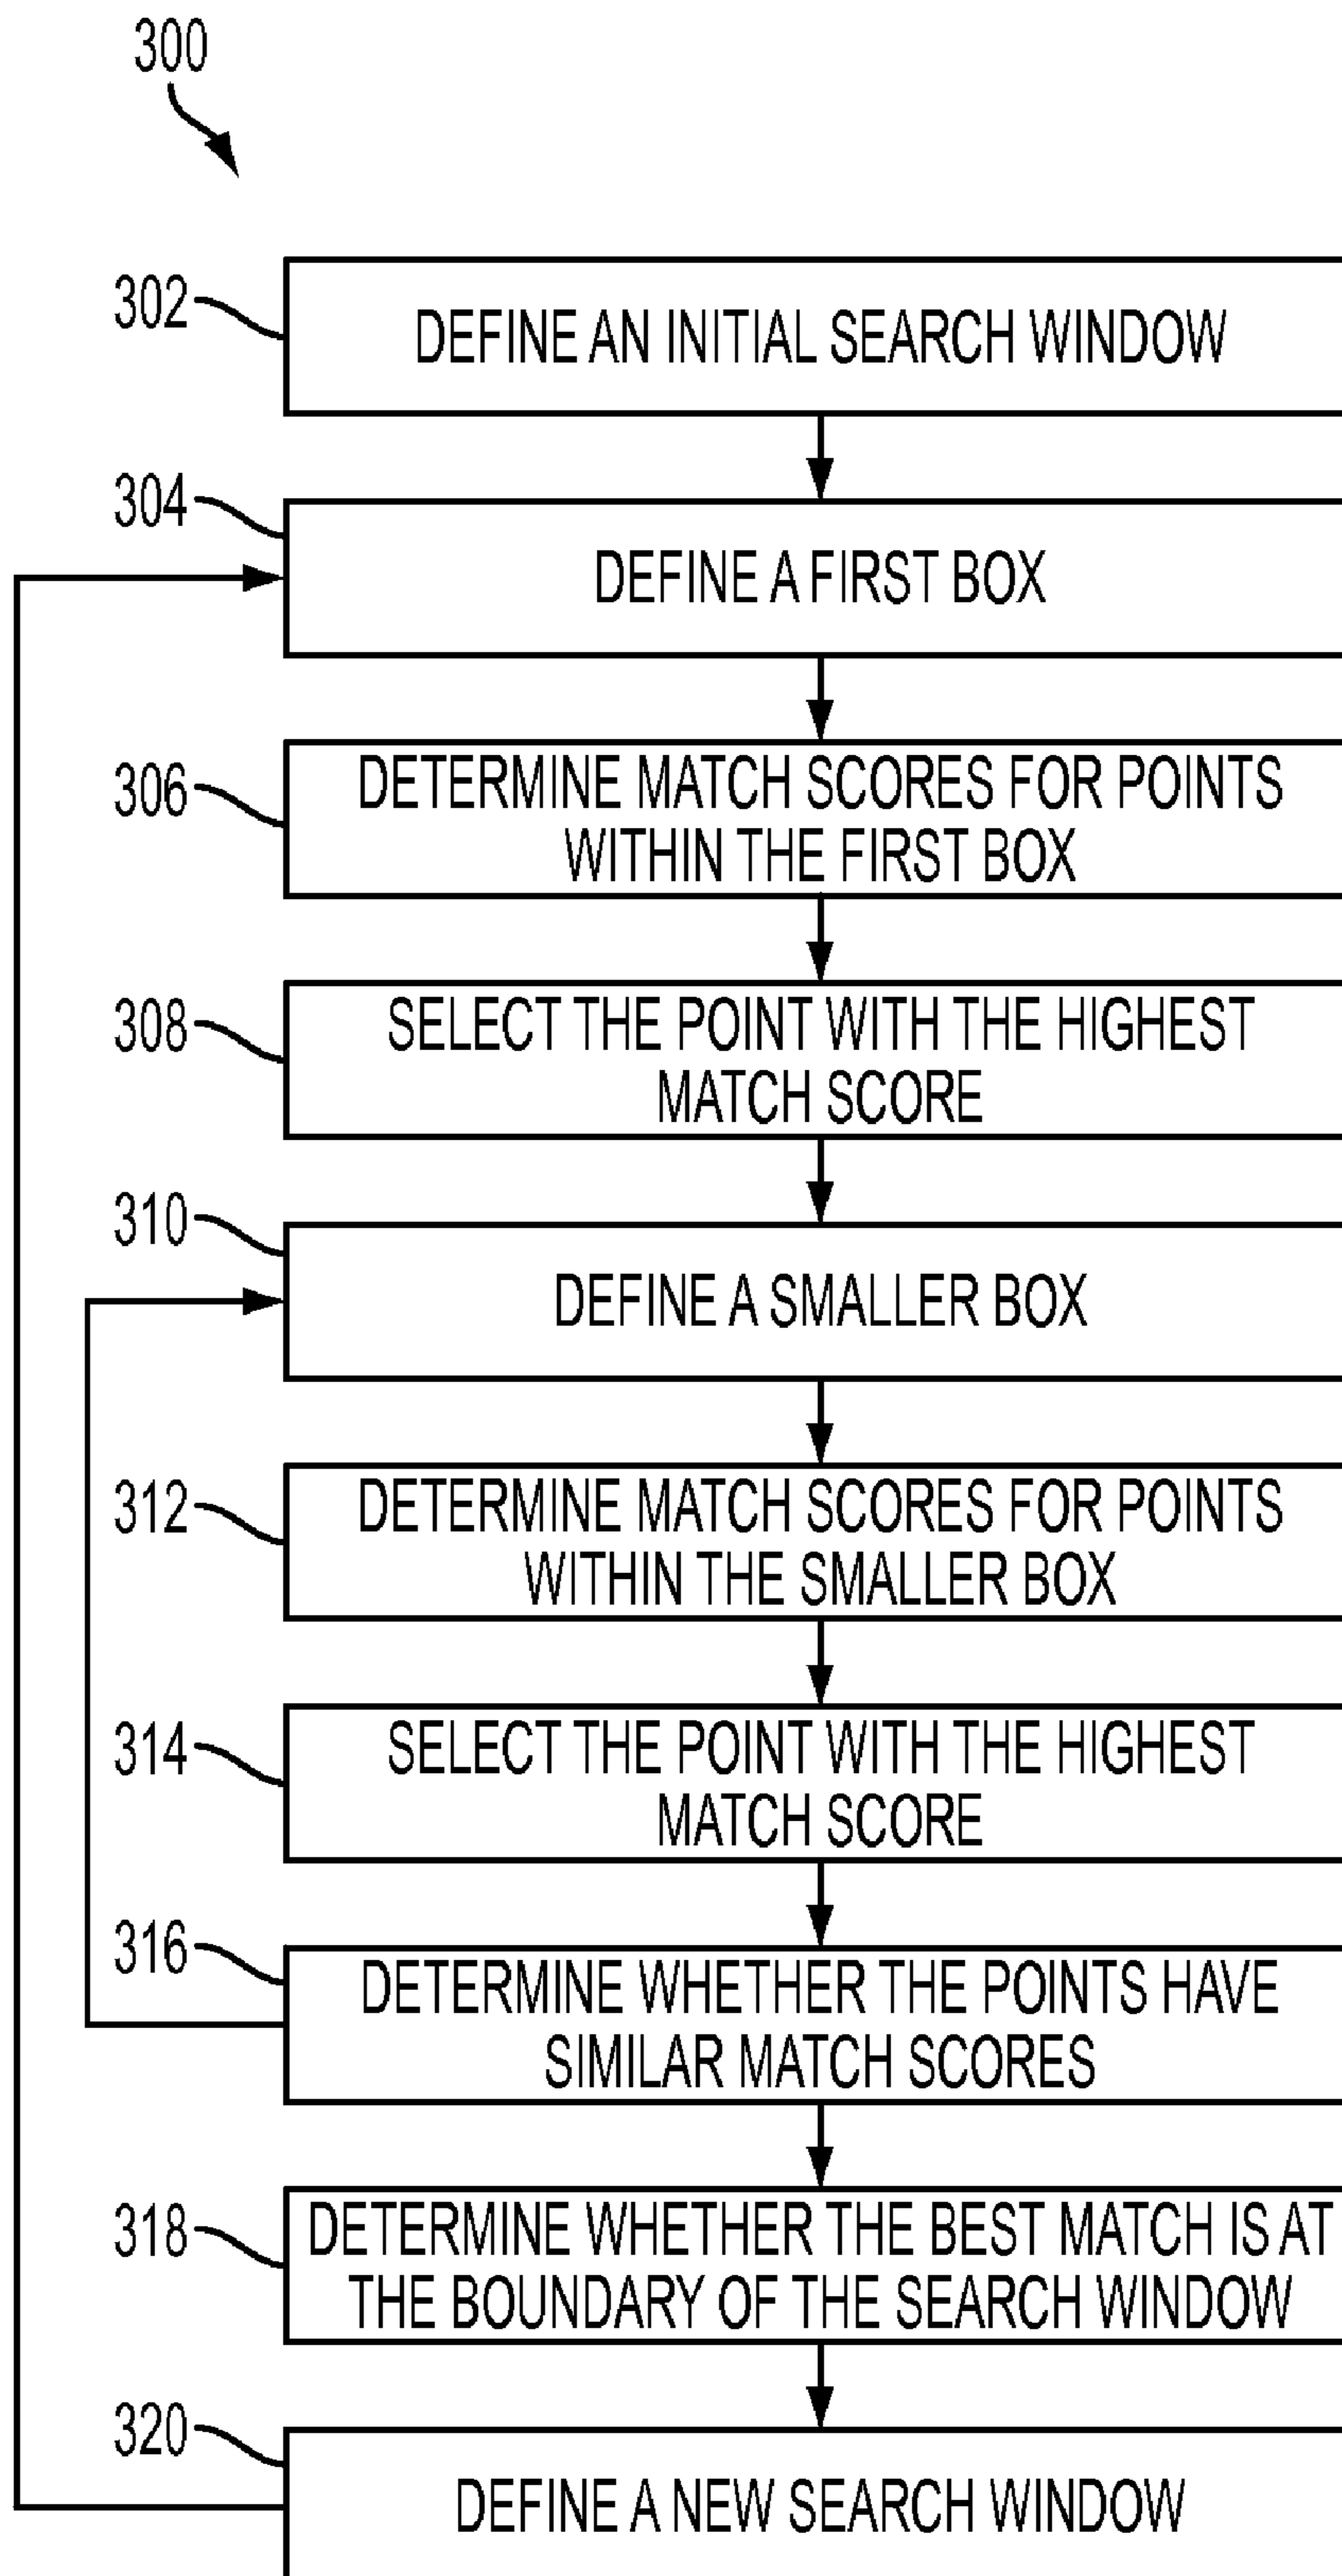 300
302
DEFINE AN INITIAL SEARCH WINDOW
304
DEFINE A FIRST BOX
306
DETERMINE MATCH SCORES FOR POINTS
WITHIN THE FIRST BOX
308
SELECT THE POINT WITH THE HIGHEST
MATCH SCORE
310
DEFINE A SMALLER BOX
312
DETERMINE MATCH SCORES FOR POINTS
WITHIN THE SMALLER BOX
314
SELECT THE POINT WITH THE HIGHEST
MATCH SCORE
316
DETERMINE WHETHER THE POINTS HAVE
SIMILAR MATCH SCORES
318
DETERMINE WHETHER THE BEST MATCH IS AT
THE BOUNDARY OF THE SEARCH WINDOW
320
DEFINE A NEW SEARCH WINDOW